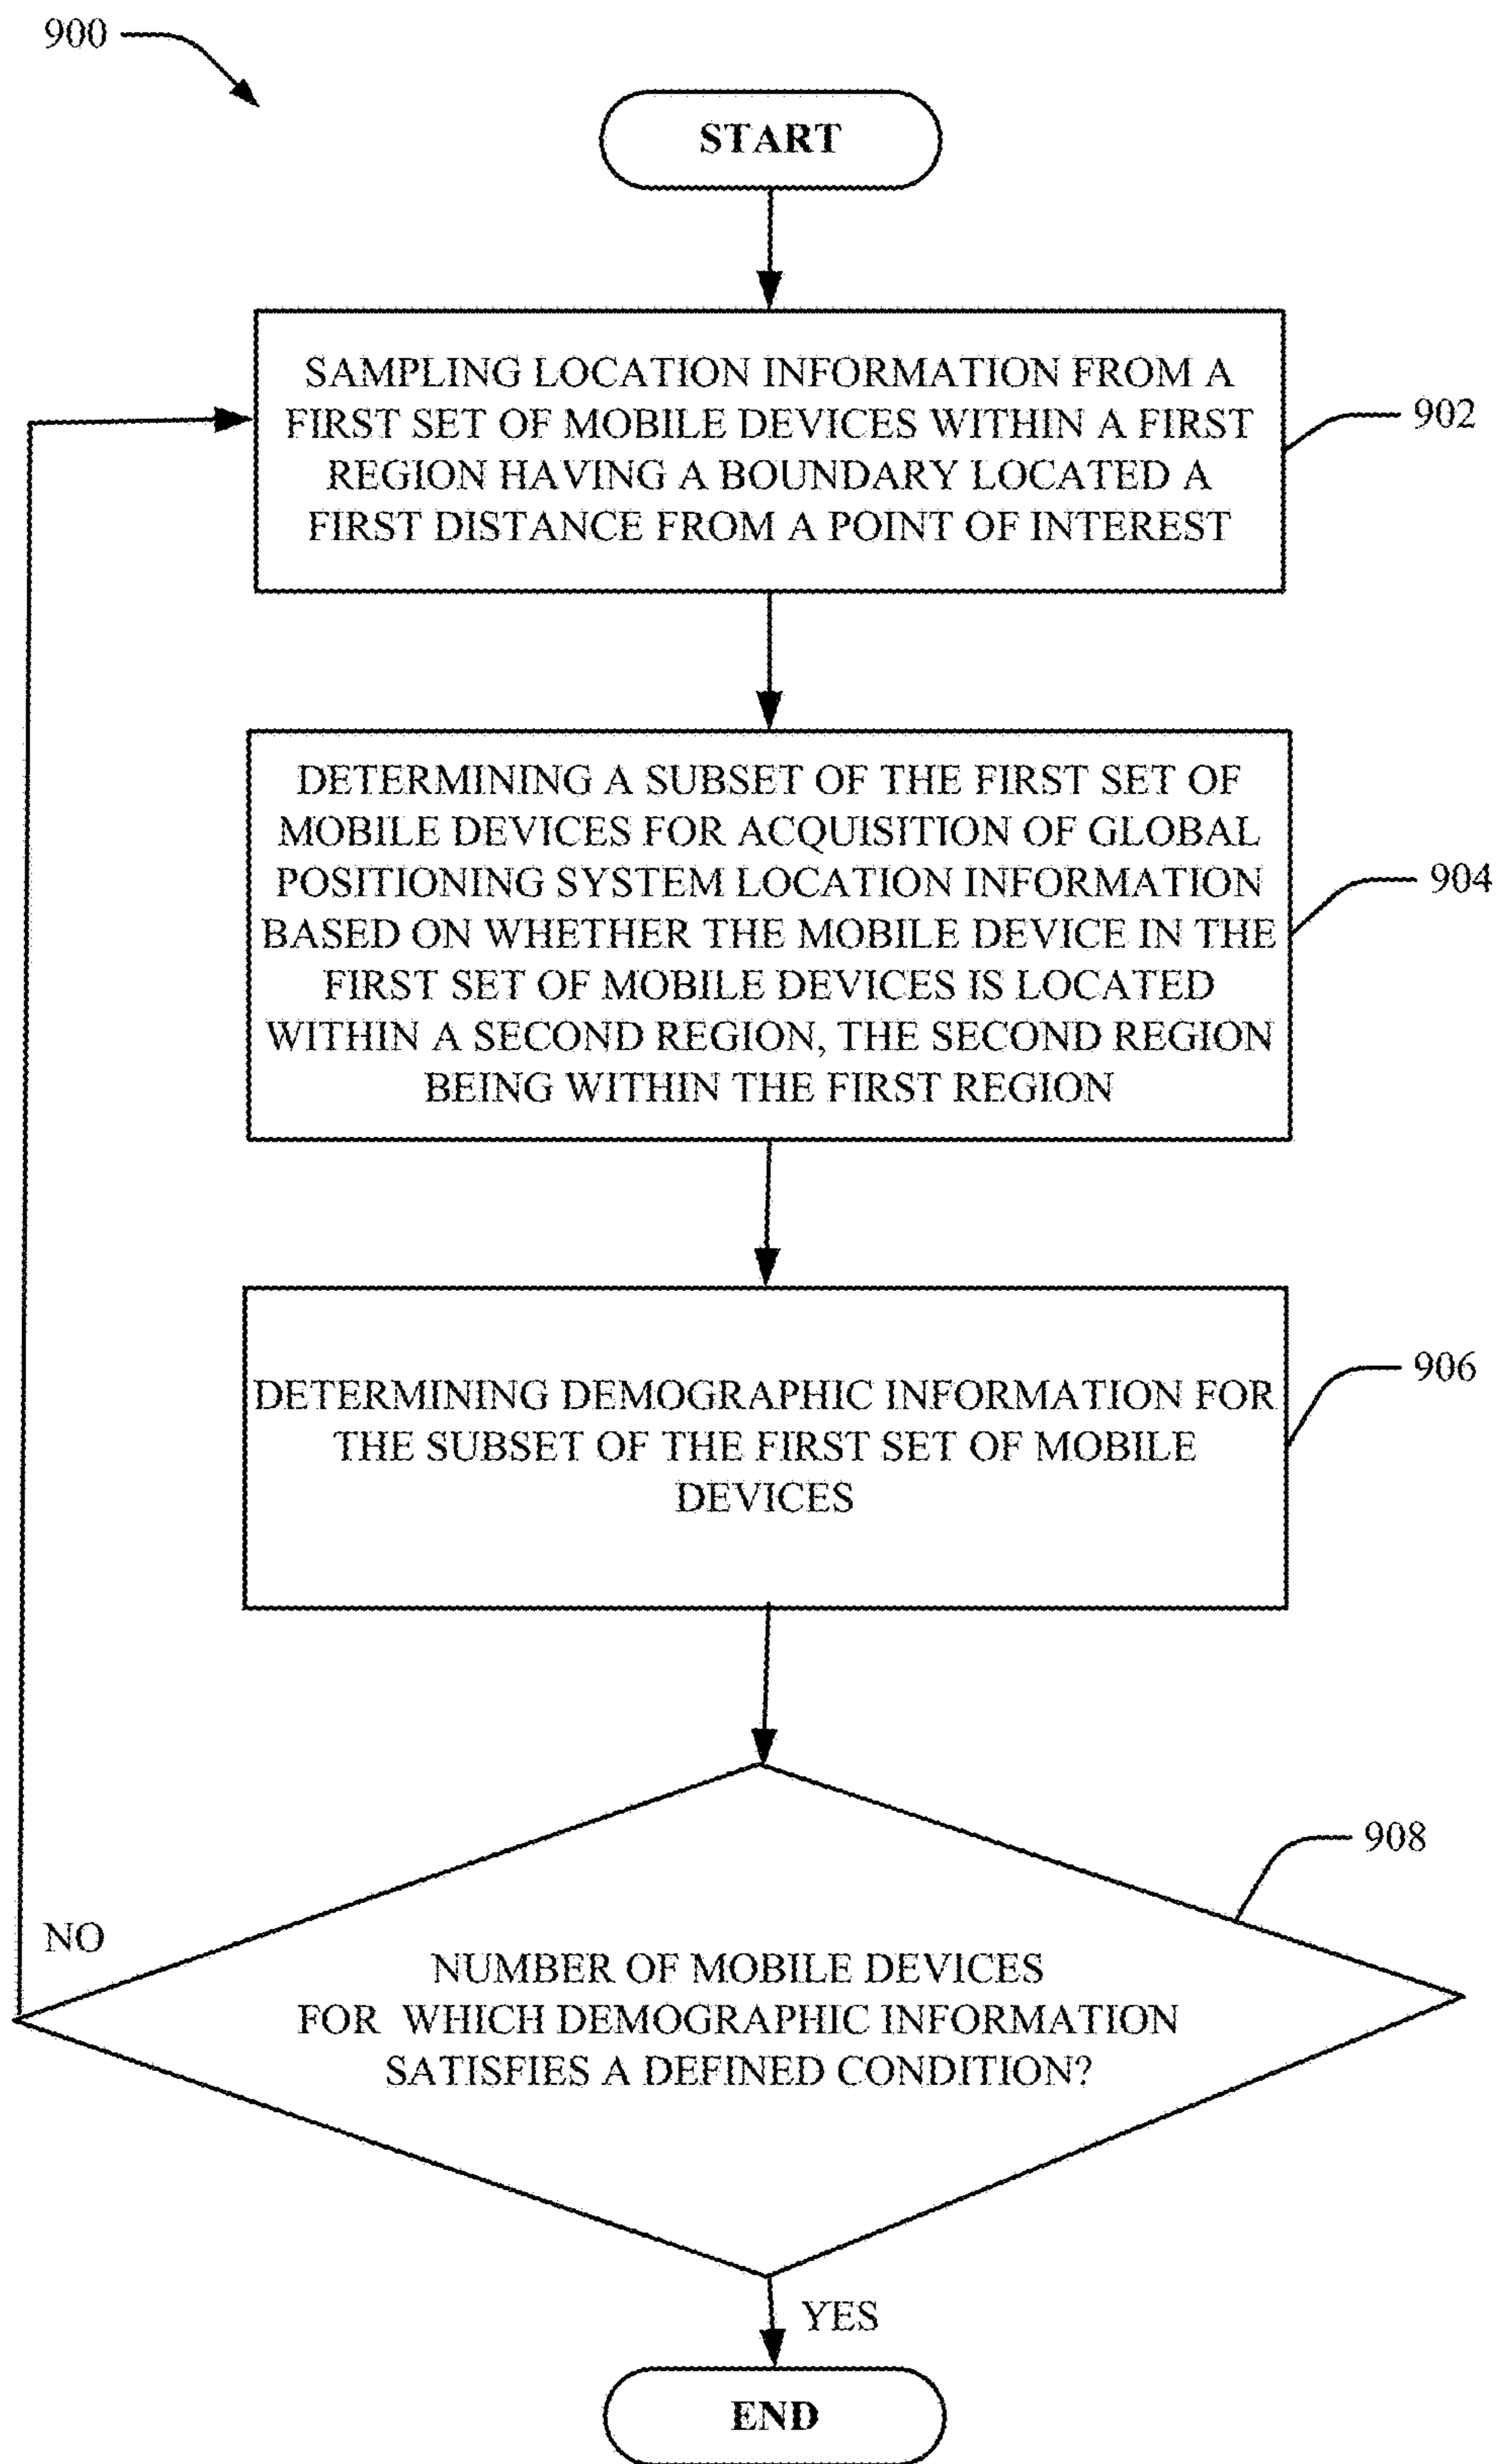 900
START
SAMPLING LOCATION INFORMATION FROM A
FIRST SET OF MOBILE DEVICES WITHIN A FIRST
REGION HAVING A BOUNDARY LOCATED A
FIRST DISTANCE FROM A POINT OF INTEREST
902
DETERMINING A SUBSET OF THE FIRST SET OF
MOBILE DEVICES FOR ACQUISITION OF GLOBAL
POSITIONING SYSTEM LOCATION INFORMATION
BASED ON WHETHER THE MOBILE DEVICE IN THE
FIRST SET OF MOBILE DEVICES IS LOCATED
WITHIN A SECOND REGION, THE SECOND REGION
BEING WITHIN THE FIRST REGION
904
DETERMINING DEMOGRAPHIC INFORMATION FOR
THE SUBSET OF THE FIRST SET OF MOBILE
DEVICES
906
908
NO
NUMBER OF MOBILE DEVICES
FOR WHICH DEMOGRAPHIC INFORMATION
SATISFIES A DEFINED CONDITION?
YES
END